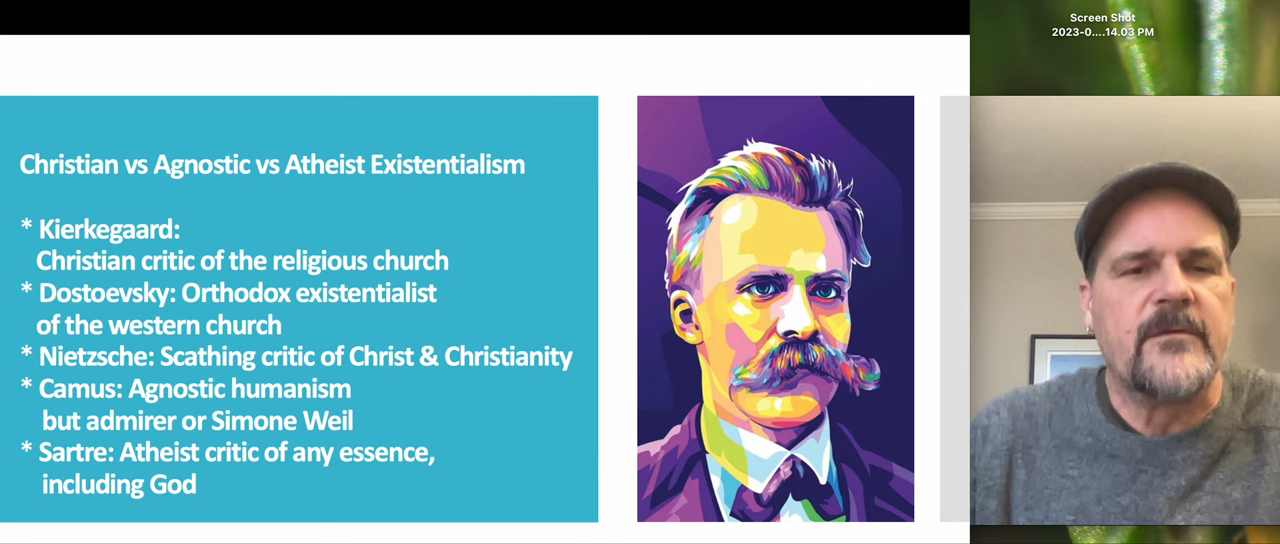 Screen Shot
2023-0....14.03 PM
Christian vs Agnostic vs Atheist Existentialism
* Kierkegaard:
Christian critic of the religious church
* Dostoevsky: Orthodox existentialist
of the western church
* Nietzsche: Scathing critic of Christ & Christianity
* Camus: Agnostic humanism
but admirer or Simone Weil
* Sartre: Atheist critic of any essence,
including God